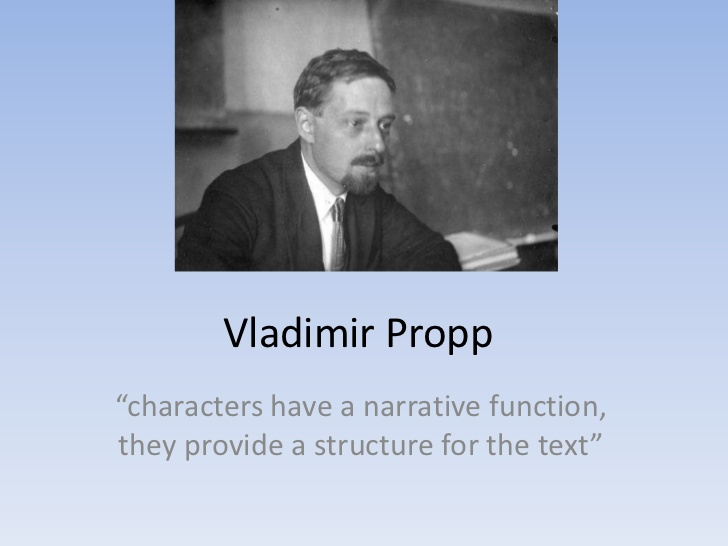 Vladimir Propp
“characters have a narrative function,
they provide a structure for the text”